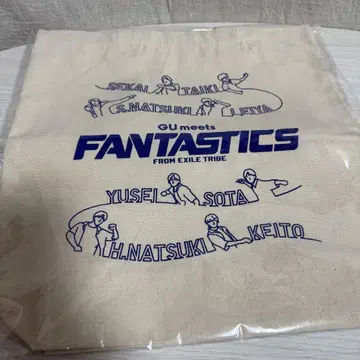 SEKAI TAIKI
S.NATSUKI LEIYA
GU meets
FANTASTICS
FROM EXILE TRIBE
YUSEI SOTA
H.NATSUKI KEITO